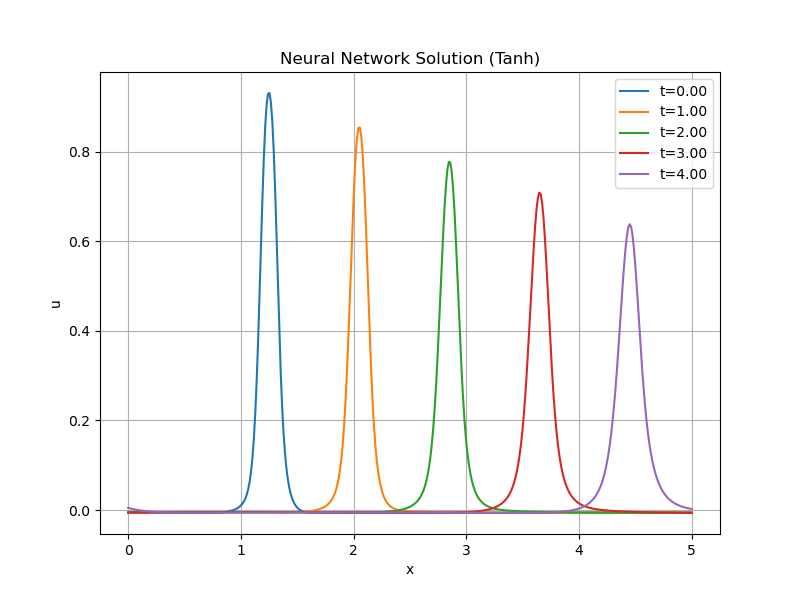 Neural Network Solution (Tanh)
t=0.00
t=1.00
t=2.00
t=3.00
t=4.00
0.8
0.6
0.4
0.2
0.0
u
0 1 2 3 4 5
x